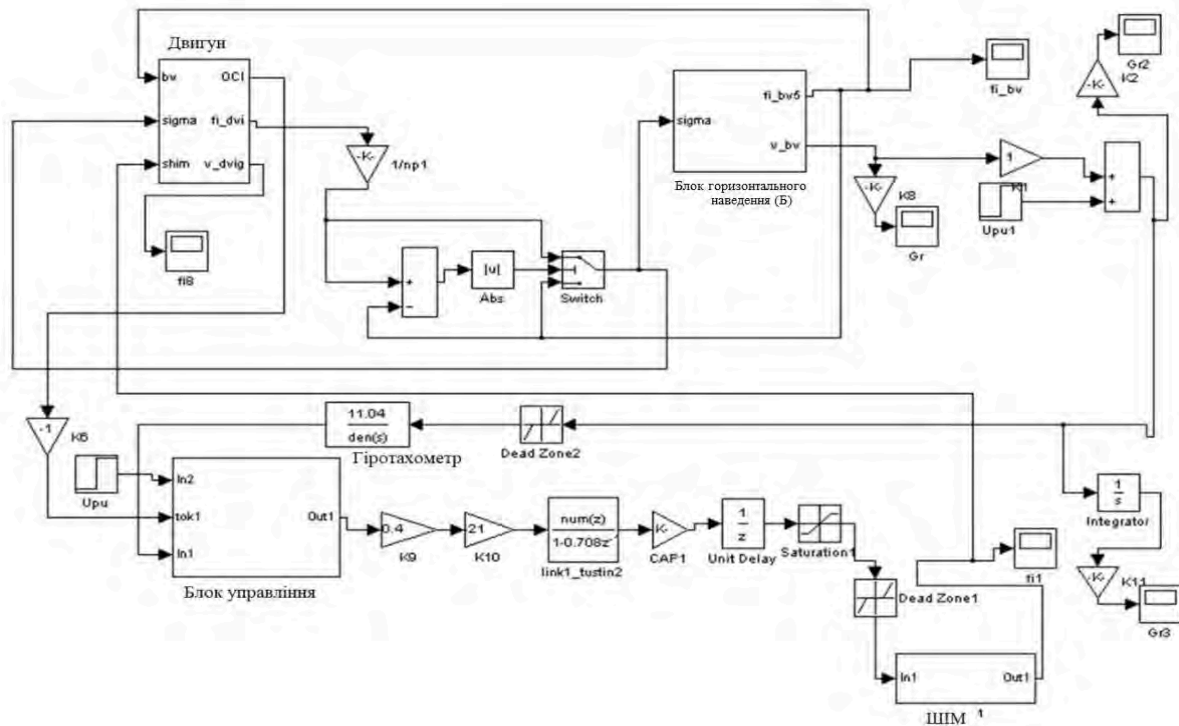 Двигун
bv
OCI
sigma
fi_dvi
shim
v_dvig
fi8
-K-
1/np1
|u|
Abs
Switch
sigma
fi_bvб
v_bv
Блок горизонтального
наведення (Б)
fi_bv
Gr2
-K-
K2
1
-K-
K8
Gr
Upu1
+
+
+
−
-1
K6
11.04
den(s)
Гіротахометр
Dead Zone2
Upu
In2
tok1
In1
Out1
Блок управління
0.4
K9
21
K10
num(z)
1-0.708z
link1_tustin2
K-
CAP1
1
z
Unit Delay
Saturation1
Dead Zone1
fi1
1
s
Integrator
-K-
K11
Gr3
In1
Out1
ШІМ 1